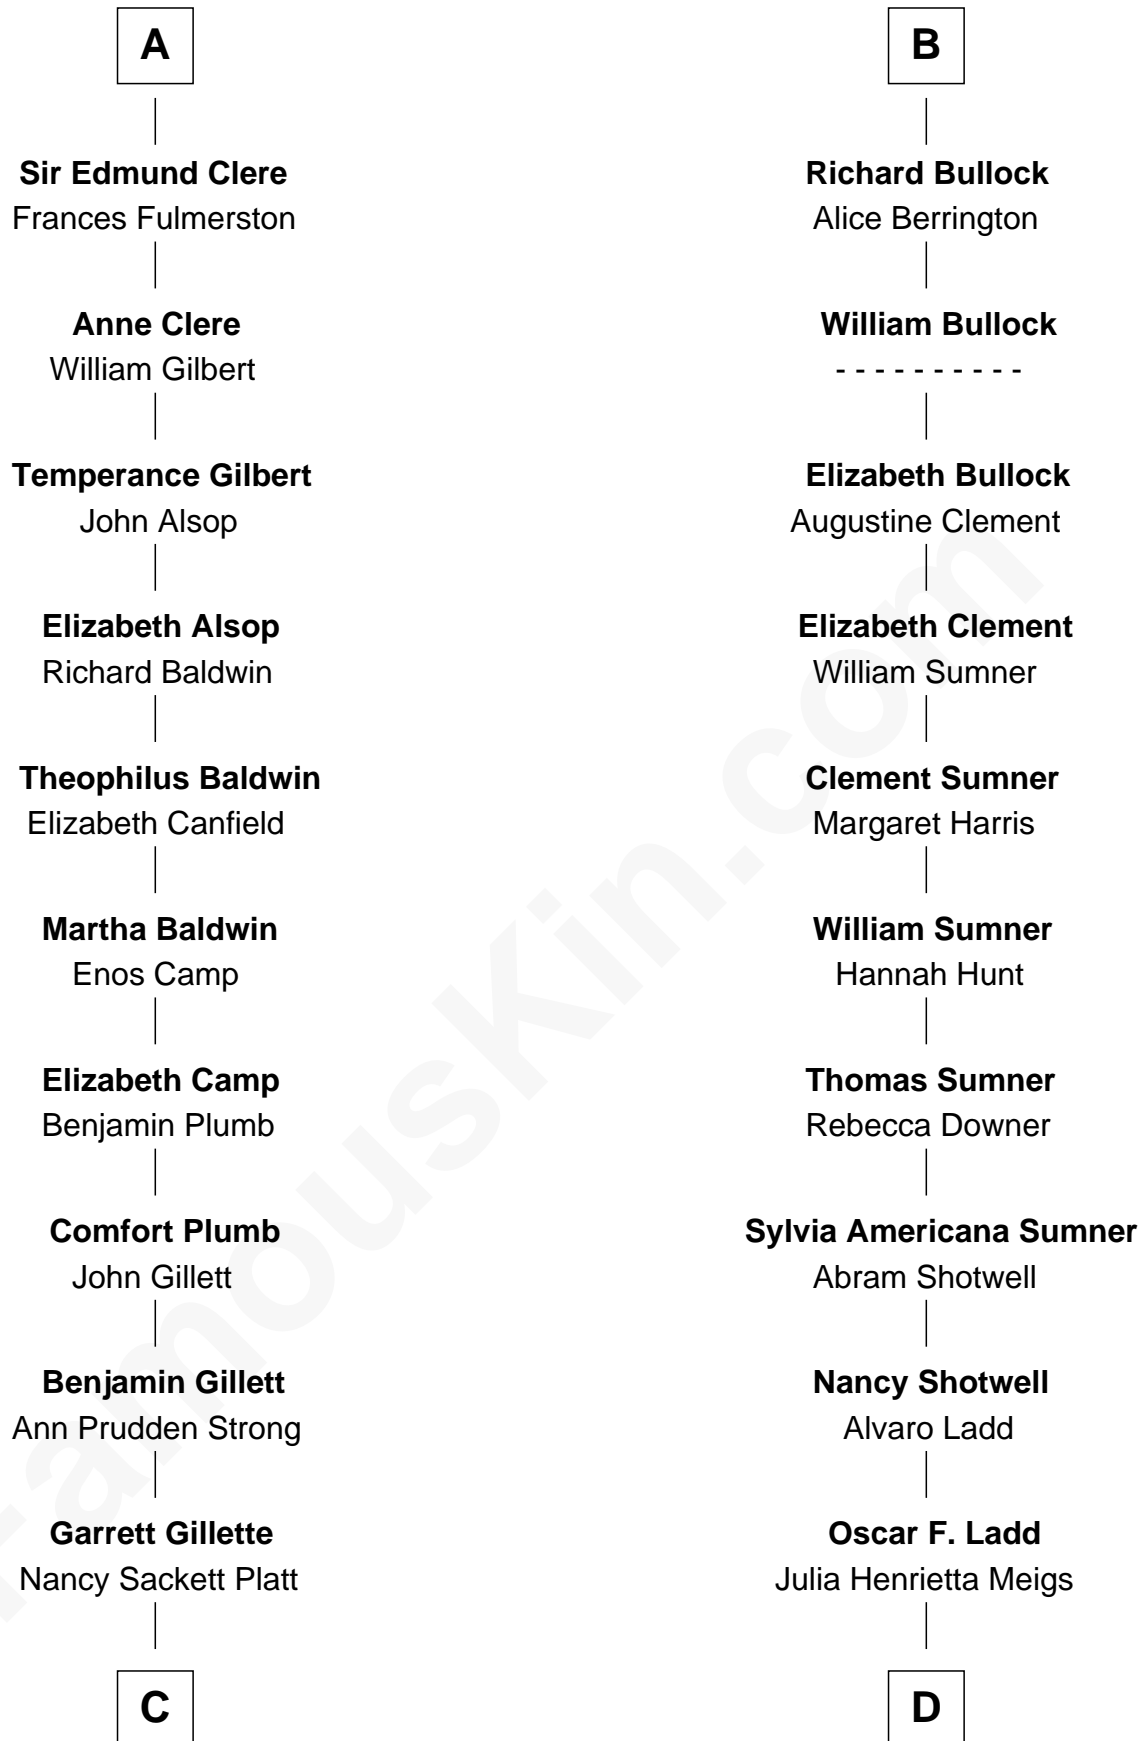 A
Sir Edmund Clere
Frances Fulmerston
Anne Clere
William Gilbert
Temperance Gilbert
John Alsop
Elizabeth Alsop
Richard Baldwin
Theophilus Baldwin
Elizabeth Canfield
Martha Baldwin
Enos Camp
Elizabeth Camp
Benjamin Plumb
Comfort Plumb
John Gillett
Benjamin Gillett
Ann Prudden Strong
Garrett Gillette
Nancy Sackett Platt
C
B
Richard Bullock
Alice Berrington
William Bullock
- - - - - - - - - -
Elizabeth Bullock
Augustine Clement
Elizabeth Clement
William Sumner
Clement Sumner
Margaret Harris
William Sumner
Hannah Hunt
Thomas Sumner
Rebecca Downer
Sylvia Americana Sumner
Abram Shotwell
Nancy Shotwell
Alvaro Ladd
Oscar F. Ladd
Julia Henrietta Meigs
D
FamousKin.com